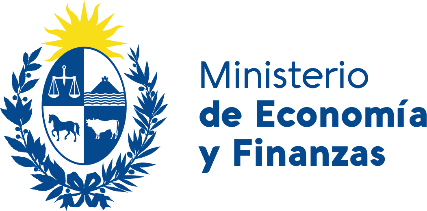 Ministerio
de Economía
y Finanzas